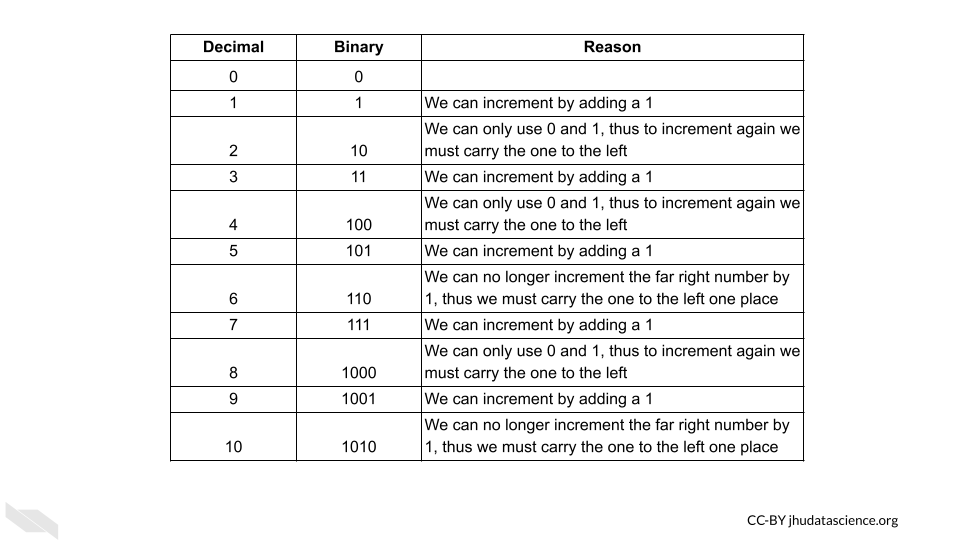 Decimal Binary Reason
0 0
1 1 We can increment by adding a 1
We can only use 0 and 1, thus to increment again we
2 10 must carry the one to the left
3 11 We can increment by adding a 1
We can only use 0 and 1, thus to increment again we
4 100 must carry the one to the left
5 101 We can increment by adding a 1
We can no longer increment the far right number by
6 110 1, thus we must carry the one to the left one place
7 111 We can increment by adding a 1
We can only use 0 and 1, thus to increment again we
8 1000 must carry the one to the left
9 1001 We can increment by adding a 1
We can no longer increment the far right number by
10 1010 1, thus we must carry the one to the left one place
CC-BY jhudatascience.org